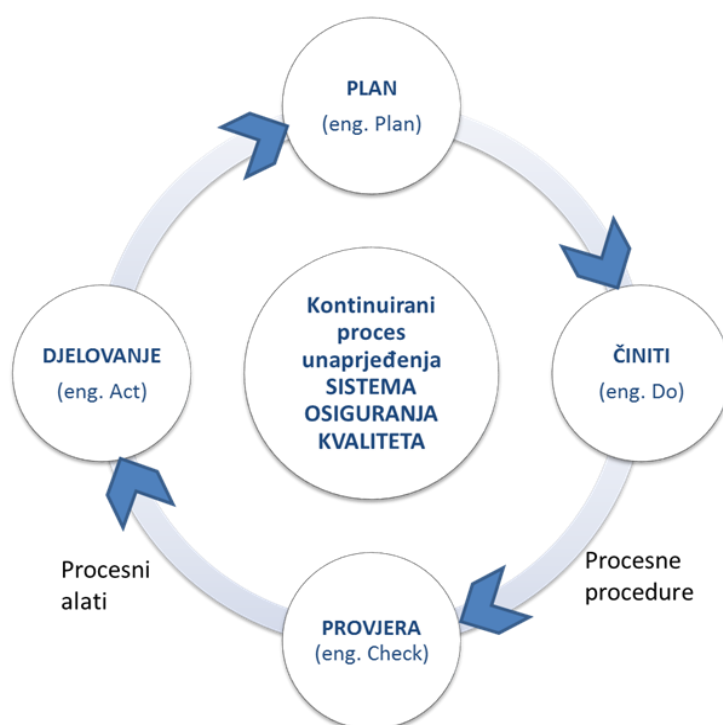 PLAN
(eng. Plan)
Kontinuirani
proces
unaprjeđenja
SISTEMA
OSIGURANJA
KVALITETA
DJELOVANJE
(eng. Act)
ČINITI
(eng. Do)
Procesni
alati
Procesne
procedure
PROVJERA
(eng. Check)